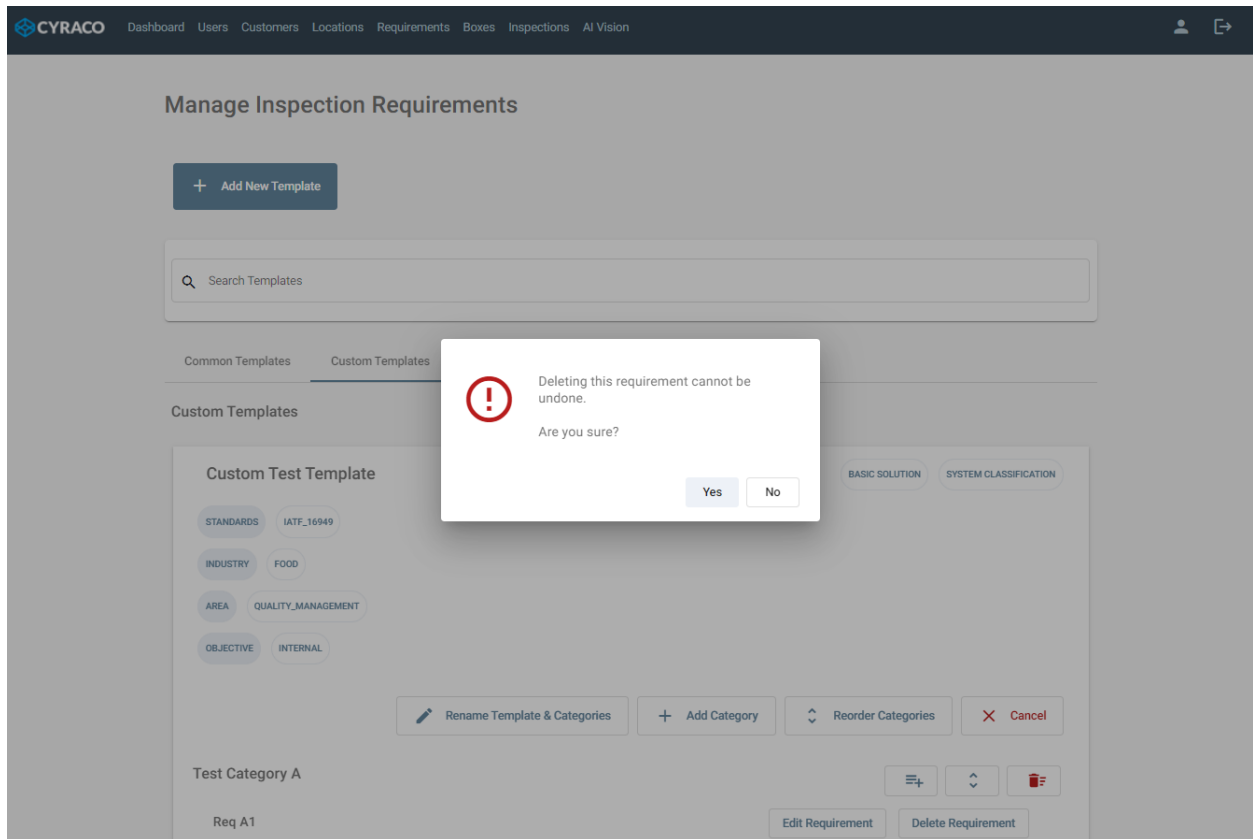 CYRACO Dashboard Users Customers Locations Requirements Boxes Inspections AI Vision
Manage Inspection Requirements
Add New Template
Search Templates
Common Templates Custom Templates
Deleting this requirement cannot be
undone.
Are you sure?
Yes No
Custom Templates
Custom Test Template BASIC SOLUTION SYSTEM CLASSIFICATION
STANDARDS IATF_16949
INDUSTRY FOOD
AREA QUALITY_MANAGEMENT
OBJECTIVE INTERNAL
Rename Template & Categories Add Category Reorder Categories Cancel
Test Category A
Req A1 Edit Requirement Delete Requirement